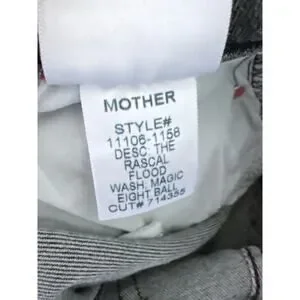 MOTHER
STYLE#
11106-1158
DESC: THE
RASCAL
FLOOD
WASH: MAGIC
EIGHT BALL
CUT# 714355